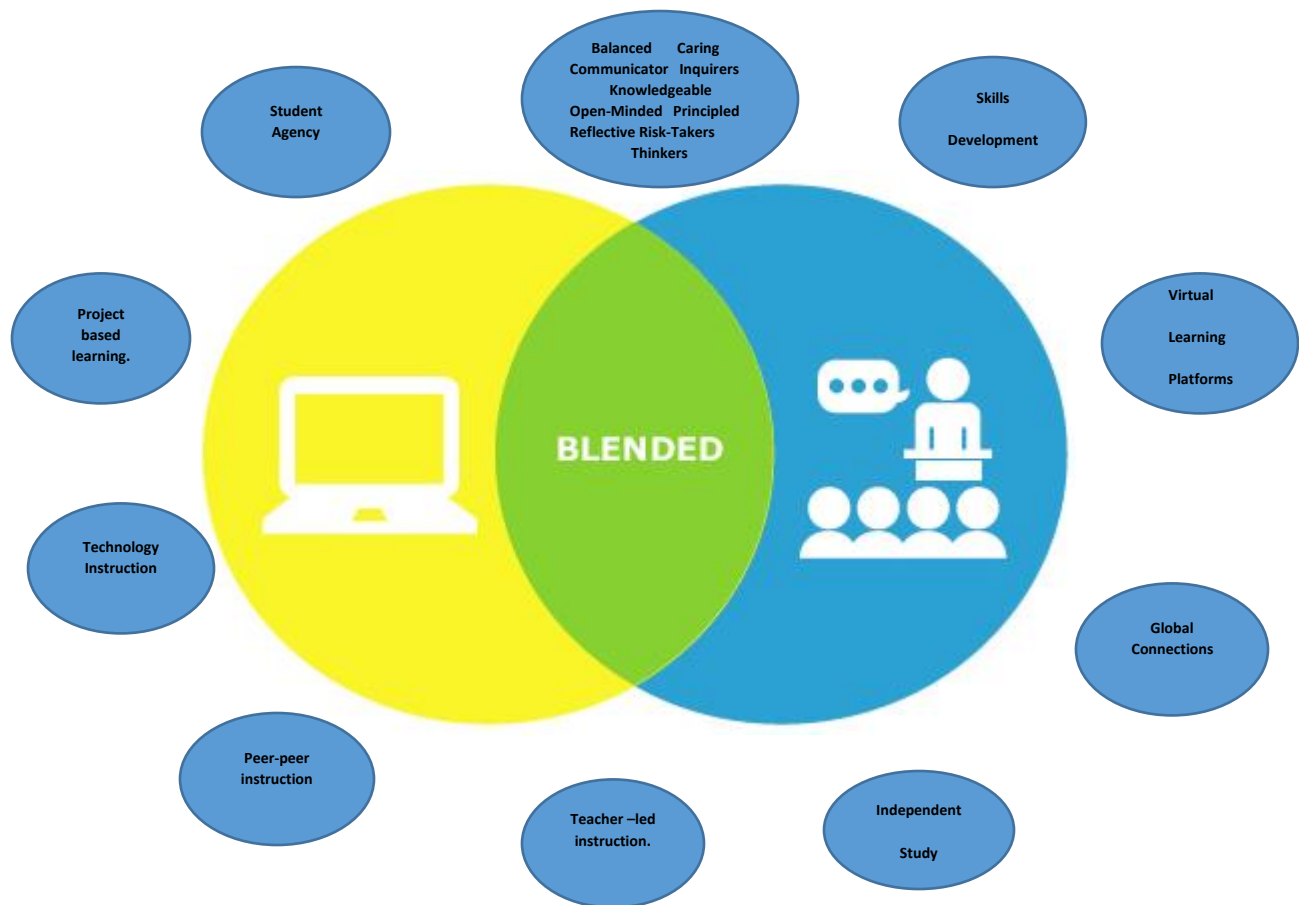 Balanced Caring
Communicator Inquirers
Knowledgeable
Open-Minded Principled
Reflective Risk-Takers
Thinkers
Student
Agency
Skills
Development
Project
based
learning.
Virtual
Learning
Platforms
BLENDED
Technology
Instruction
Global
Connections
Peer-peer
instruction
Teacher –led
instruction.
Independent
Study